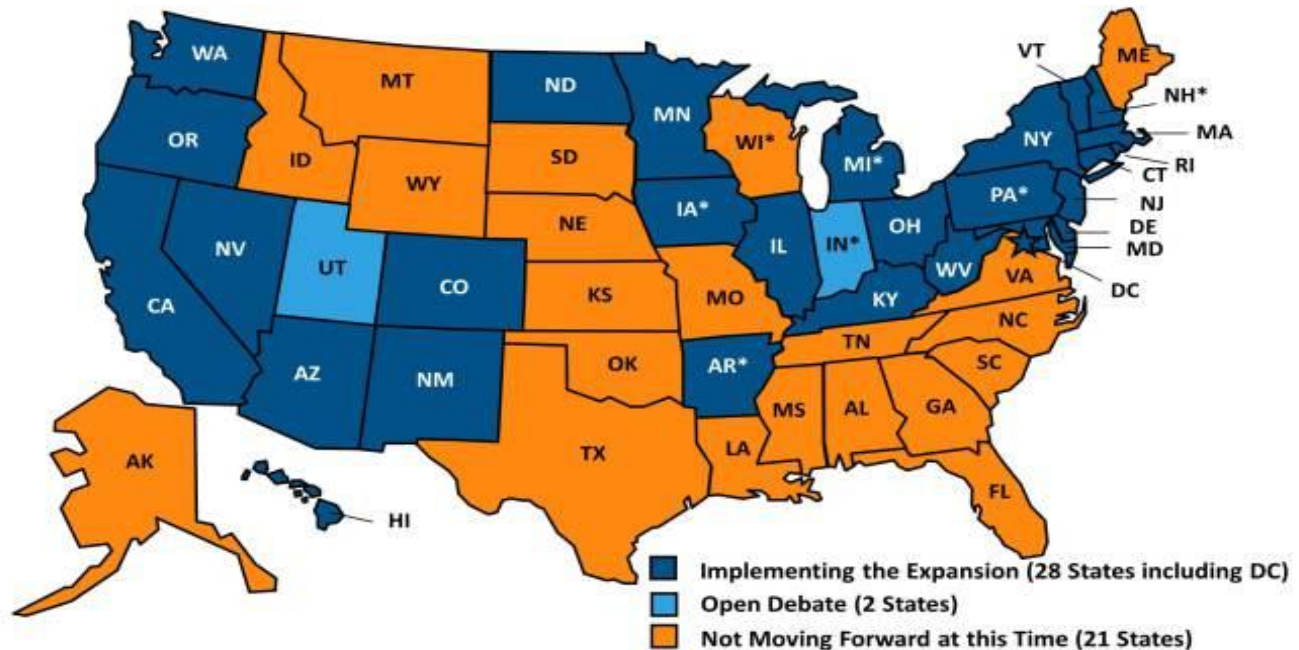 WA
MT
ND
MN
VT
ME
NH*
MA
RI
CT
NJ
DE
MD
DC
OR
ID
WY
SD
WI*
MI*
NY
PA*
NV
UT
CO
NE
IA*
IL
IN*
OH
WV
VA
CA
KS
MO
KY
NC
AZ
NM
OK
AR*
TN
SC
TX
LA
MS
AL
GA
FL
AK
HI
Implementing the Expansion (28 States including DC)
Open Debate (2 States)
Not Moving Forward at this Time (21 States)